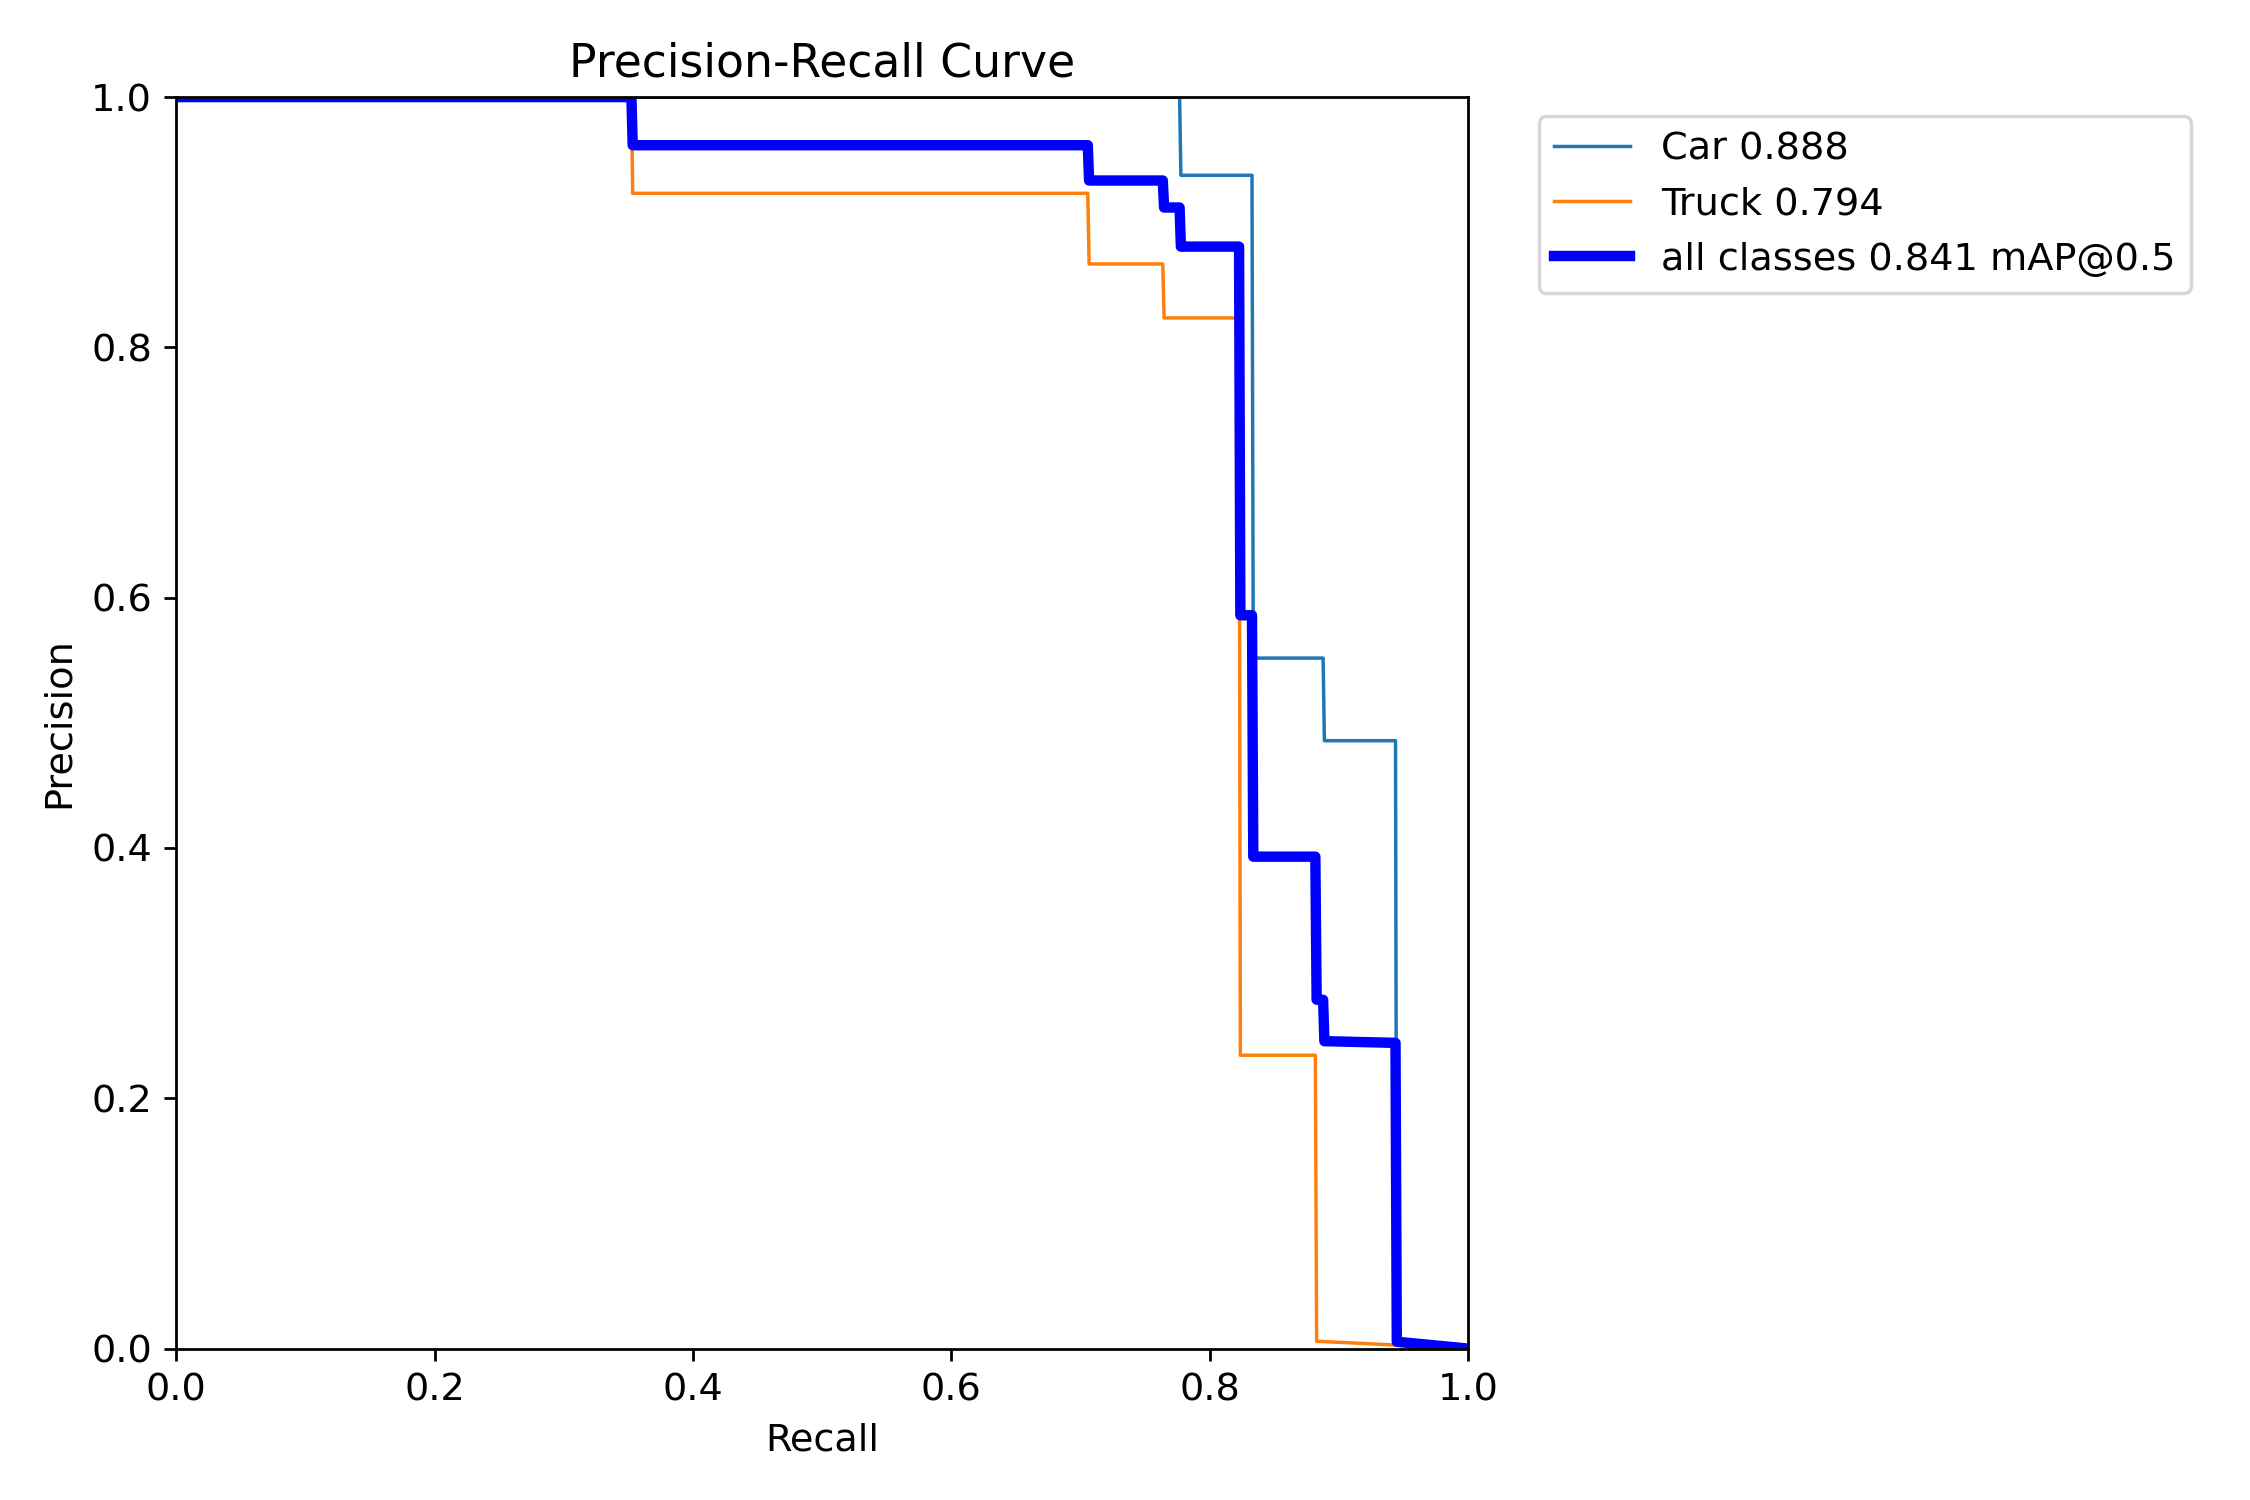 Precision-Recall Curve
1.0
0.8
0.6
0.4
0.2
0.0
Precision
0.0 0.2 0.4 0.6 0.8 1.0
Recall
Car 0.888
Truck 0.794
all classes 0.841 mAP@0.5